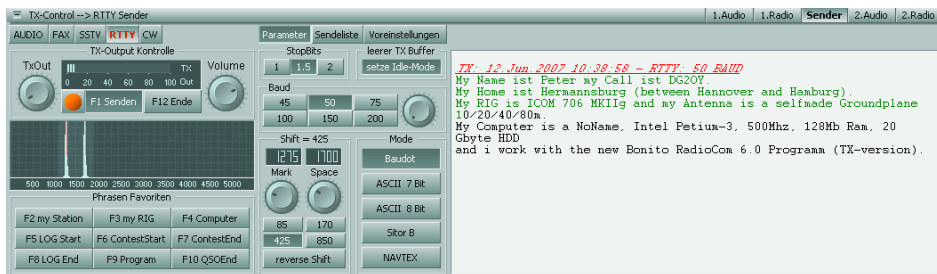 TX-Control --> RTTY Sender
1.Audio 1.Radio Sender 2.Audio 2.Radio
AUDIO FAX SSTV RTTY CW
Parameter Sendeliste Voreinstellungen
TX-Output Kontrolle
TxOut
TX
0 20 40 60 80 100 Out
Volume
F1 Senden F12 Ende
500 1000 1500 2000 2500 3000 3500 4000 4500 5000
Phrasen Favoriten
F2 my Station F3 my RIG F4 Computer
F5 LOG Start F6 ContestStart F7 ContestEnd
F8 LOG End F9 Program F10 QSOEnd
StopBits
1 1.5 2
leerer TX Buffer
setze Idle-Mode
Baud
45 50 75
100 150 200
Shift = 425
1275 1700
Mark Space
85 170
425 850
reverse Shift
Mode
Baudot
ASCII 7 Bit
ASCII 8 Bit
Sitor B
NAVTEX
TX: 12.Jun 2007 10:38:58 - RTTY: 50 BAUD
My Name ist Peter my Call ist DG2OY.
My Home ist Hermannsburg (between Hannover and Hamburg).
My RIG is ICOM 706 MKIIg and my Antenna is a selfmade Groundplane
10/20/40/80m.
My Computer is a NoName, Intel Petium-3, 500Mhz, 128Mb Ram, 20
Gbyte HDD
and i work with the new Bonito RadioCom 6.0 Programm (TX-version).